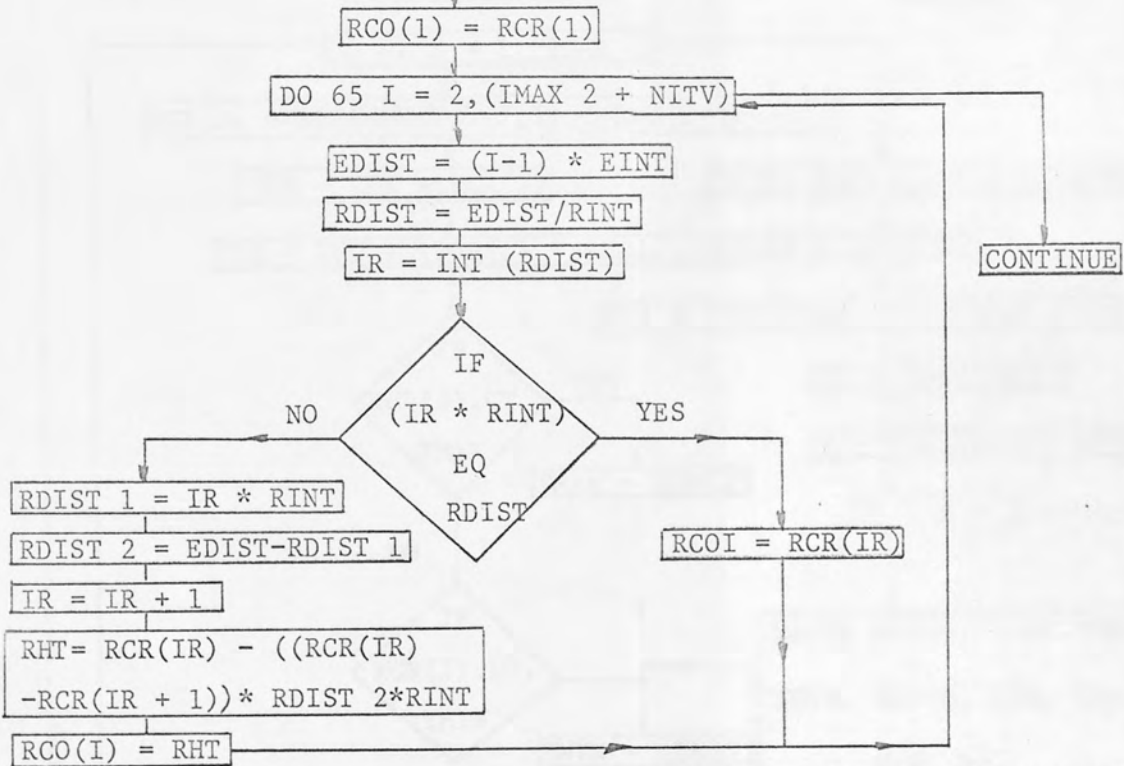 RCO(1) = RCR(1)
DO 65 I = 2,(IMAX 2 + NITV)
EDIST = (I-1) * EINT
RDIST = EDIST/RINT
IR = INT (RDIST)
CONTINUE
IF
(IR * RINT)
EQ
RDIST
NO
YES
RDIST 1 = IR * RINT
RDIST 2 = EDIST-RDIST 1
IR = IR + 1
RHT= RCR(IR) - ((RCR(IR)
-RCR(IR + 1))* RDIST 2*RINT
RCO(I) = RHT
RCOI = RCR(IR)